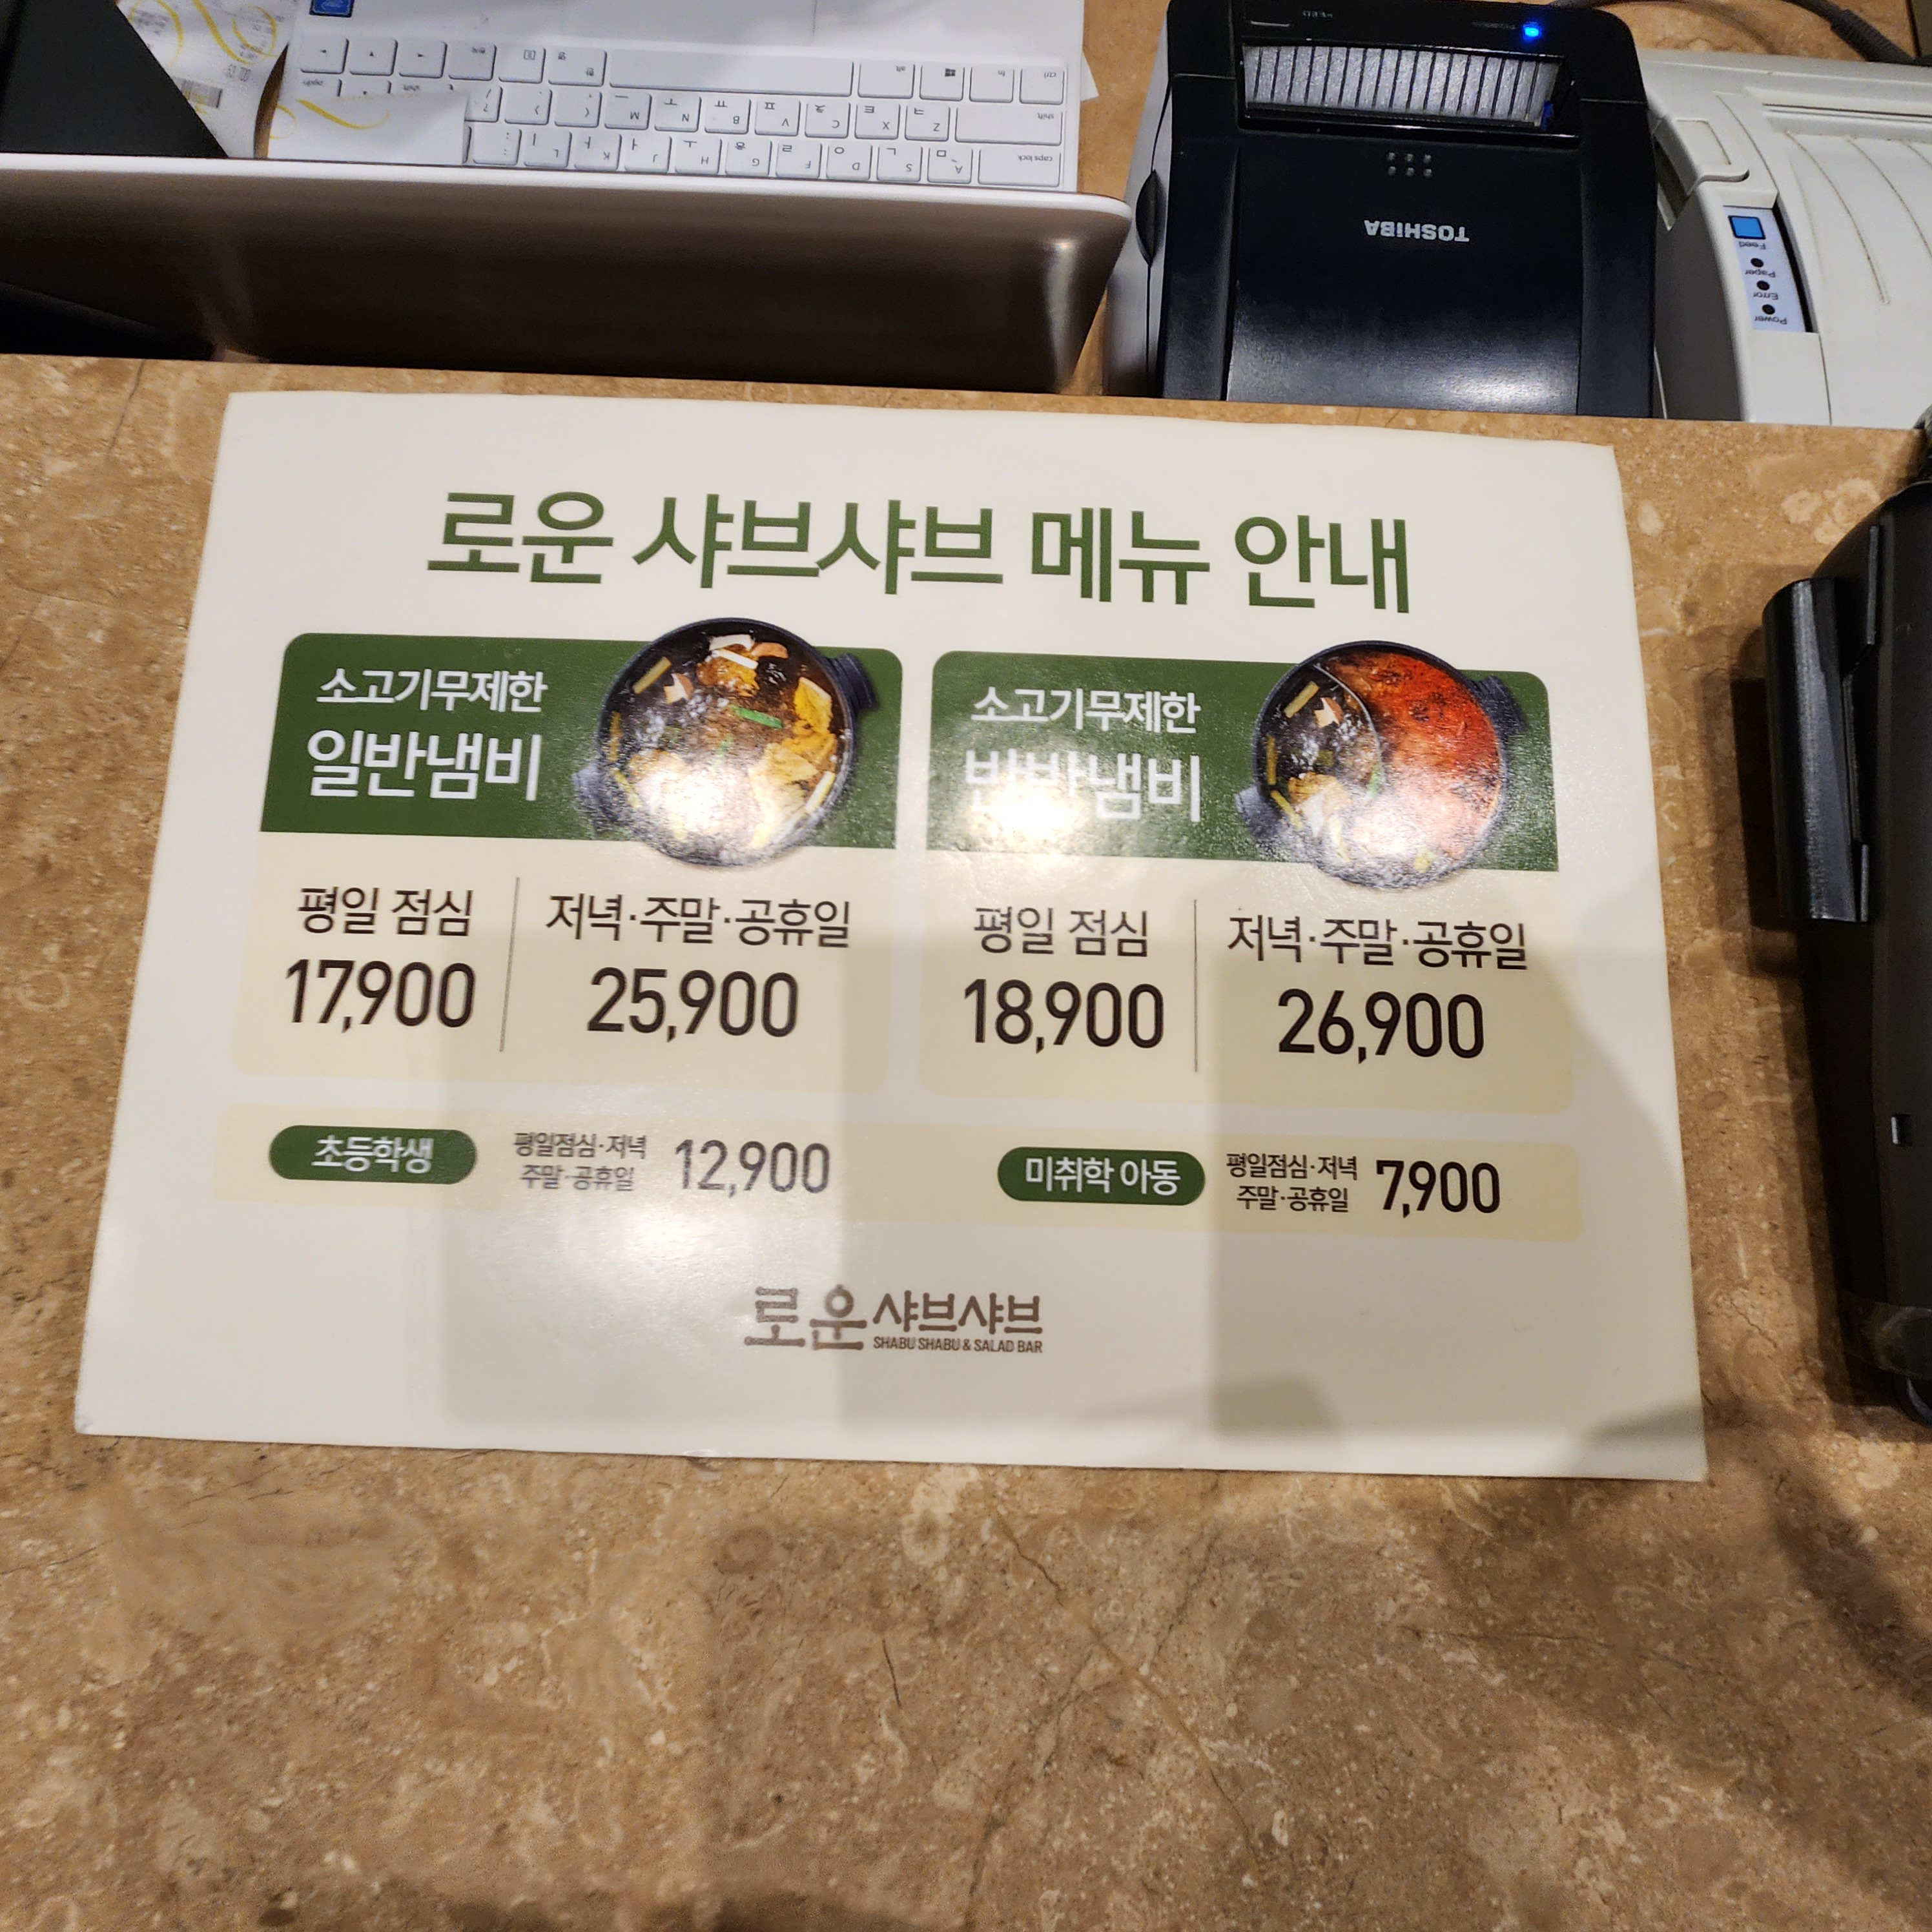 TOSHIBA
Feed
Paper
Error
Power
로운 샤브샤브 메뉴 안내
소고기무제한
일반냄비
소고기무제한
반반냄비
평일 점심
17,900
저녁·주말·공휴일
25,900
평일 점심
18,900
저녁·주말·공휴일
26,900
초등학생
평일점심·저녁
주말·공휴일
12,900
미취학 아동
평일점심·저녁
주말·공휴일
7,900
로운 샤브샤브
SHABU SHABU & SALAD BAR